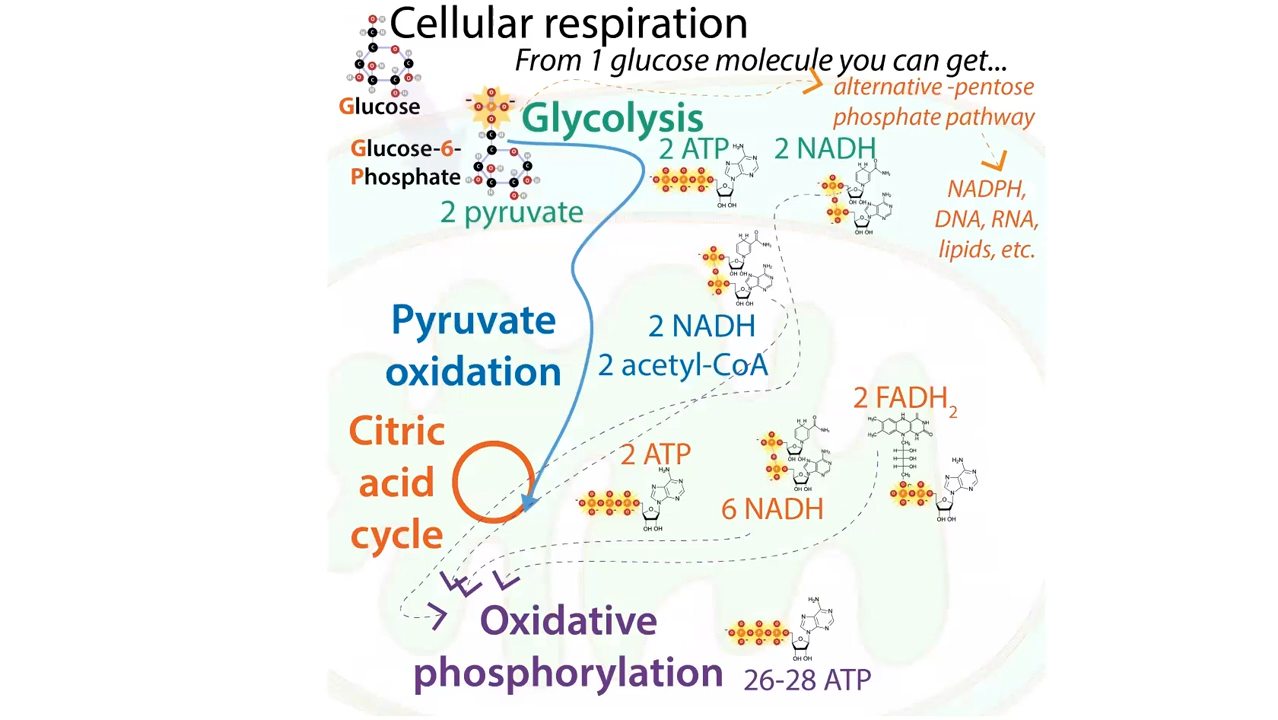 Cellular respiration
From 1 glucose molecule you can get...
Glucose
alternative -pentose
phosphate pathway
Glycolysis
Glucose-6-
Phosphate
2 ATP
2 NADH
NADPH,
DNA, RNA,
lipids, etc.
2 pyruvate
Pyruvate
oxidation
2 NADH
2 acetyl-CoA
Citric
acid
cycle
2 FADH2
2 ATP
6 NADH
Oxidative
phosphorylation
26-28 ATP